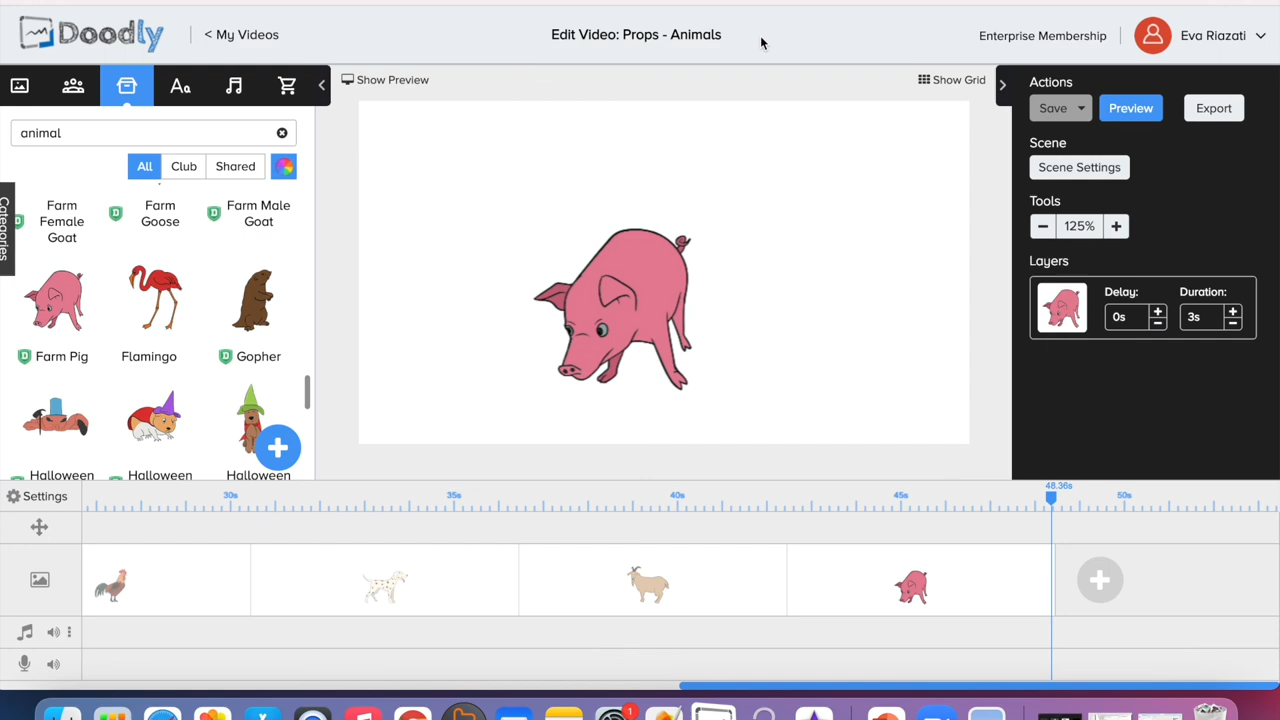 Doodly
< My Videos
Edit Video: Props - Animals
Enterprise Membership
Eva Riazati
Aa
Show Preview
Show Grid
Actions
Save
Preview
Export
animal
All
Club
Shared
Scene
Scene Settings
Categories
Tools
125%
Farm Female Goat
Farm Goose
Farm Male Goat
Layers
Delay:
Duration:
0s
3s
Farm Pig
Flamingo
Gopher
Halloween
Halloween
Halloween
Settings
30s
35s
40s
45s
48.36s
50s
1